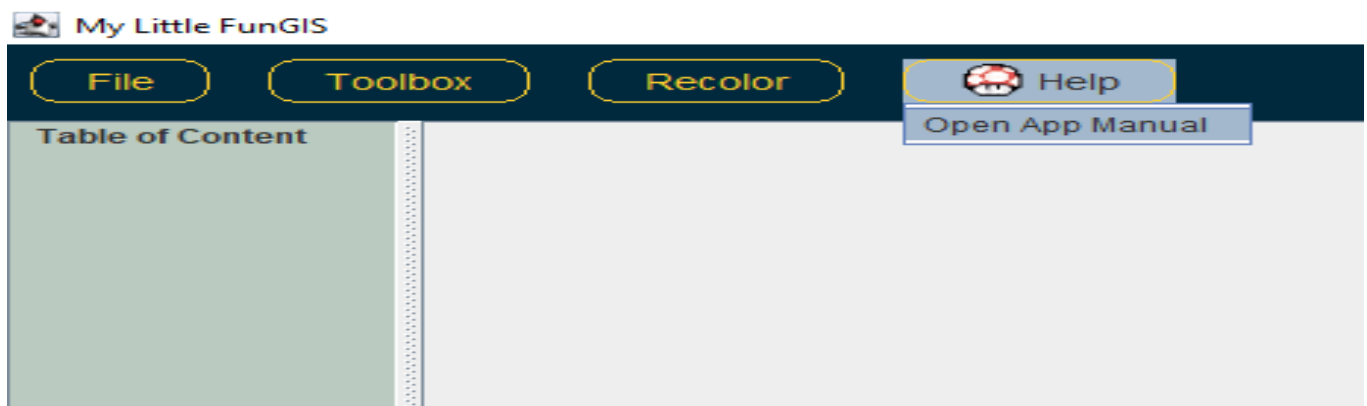 My Little FunGIS
File Toolbox Recolor Help
Open App Manual
Table of Content